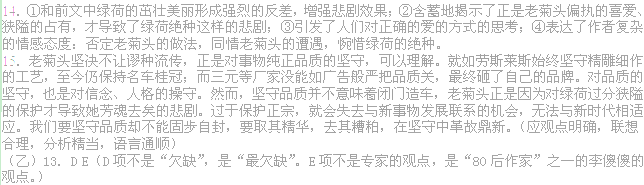 14. ①和前文中绿荷的茁壮美丽形成强烈的反差，增强悲剧效果；②含蓄地揭示了正是老菊头偏执的喜爱、
狭隘的占有，才导致了绿荷绝种这样的悲剧；③引发了人们对正确的爱的方式的思考；④表达了作者复杂
的情感态度：否定老菊头的做法，同情老菊头的遭遇，惋惜绿荷的绝种。
15. 老菊头坚决不让谬种流传，正是对事物纯正品质的坚守，可以理解。就如劳斯莱斯始终坚守精雕细作
的工艺，至今仍保持名车桂冠；而三元等厂家没能如广告般严把品质关，最终砸了自己的品牌。对品质的
坚守，也是对信念、人格的操守。然而，坚守品质并不意味着闭门造车，老菊头正是因为对绿荷过分狭隘
的保护才导致她芳魂去矣的悲剧。过于保护正宗，就会失去与新事物发展联系的机会，无法与新时代相适
应。我们要坚守品质却不能固步自封，要取其精华，去其糟粕，在坚守中革故鼎新。（应观点明确，联想
合理，分析精当，语言通顺）
（乙）13. D E（D 项不是“欠缺”，是“最欠缺”。E 项不是专家的观点，是“80 后作家”之一的李傻傻的
观点。）